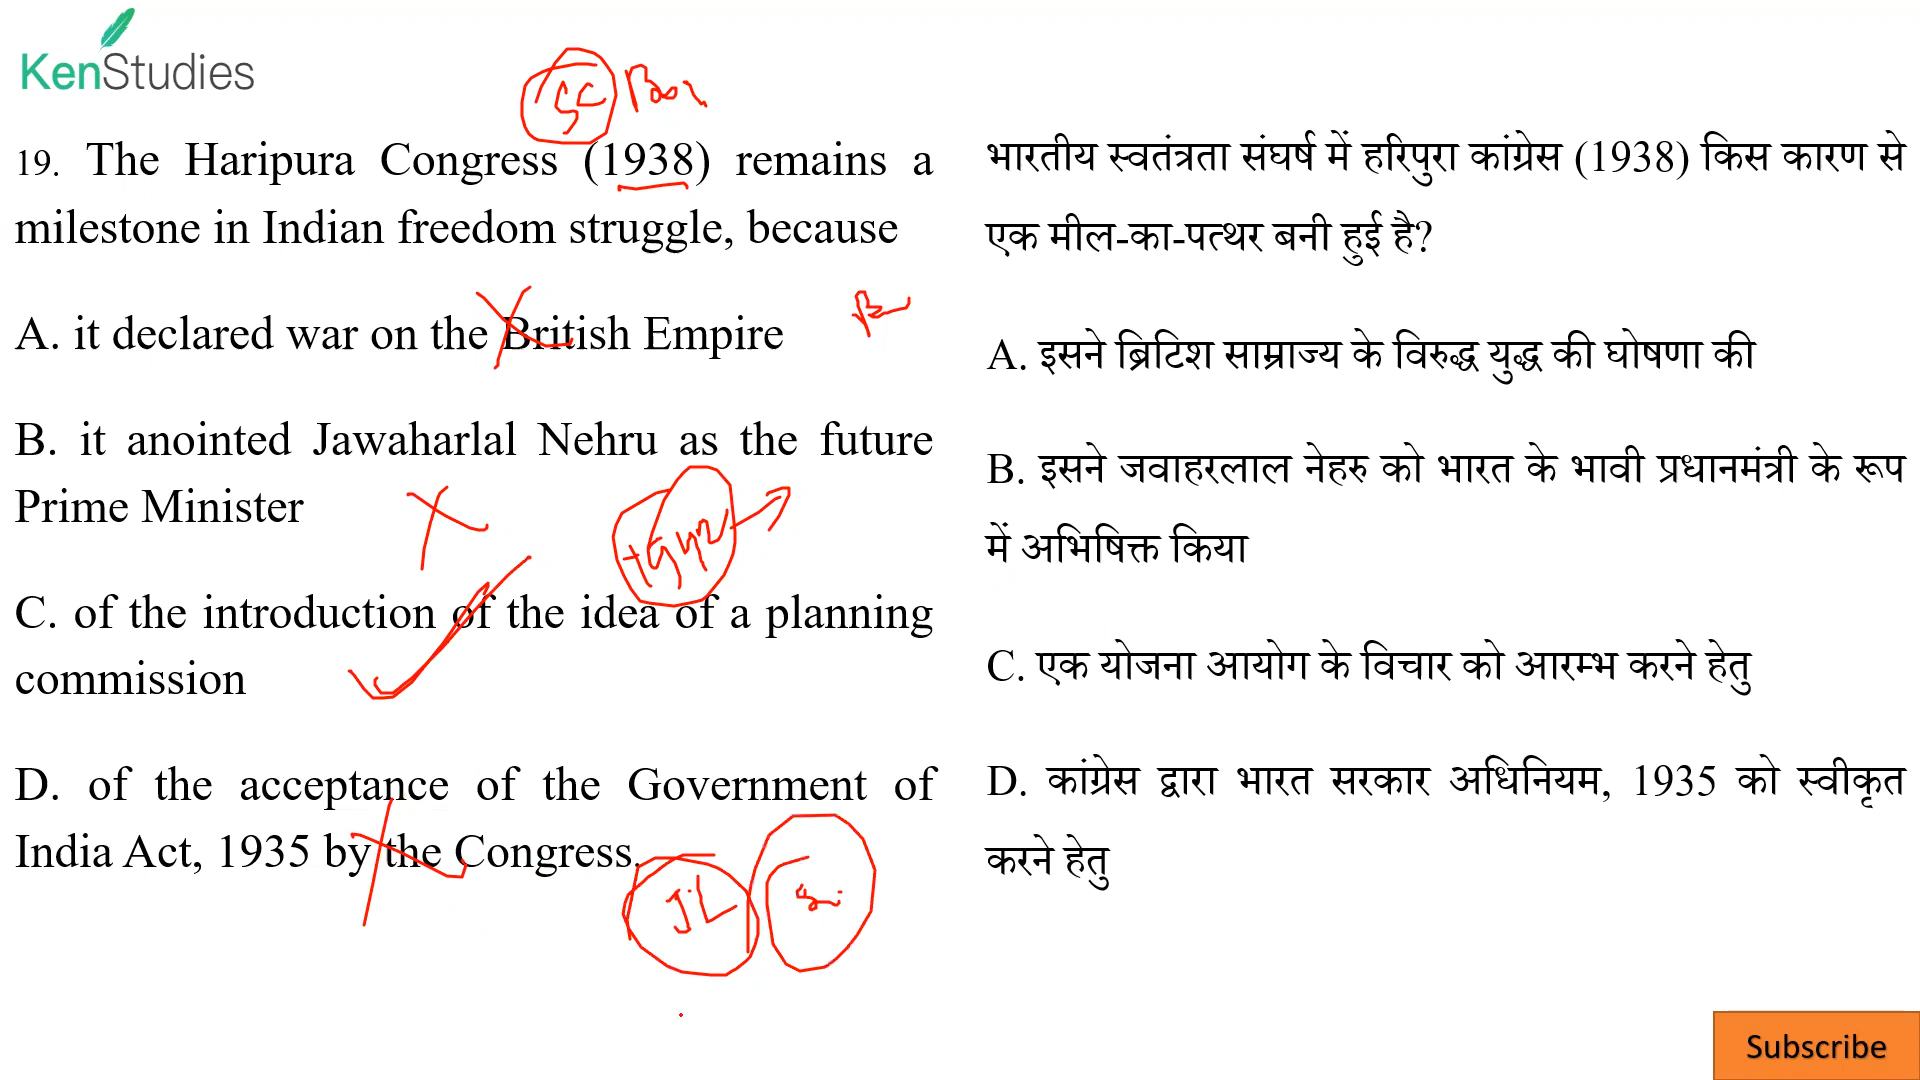 KenStudies
19. The Haripura Congress (1938) remains a
milestone in Indian freedom struggle, because
A. it declared war on the British Empire
B. it anointed Jawaharlal Nehru as the future
Prime Minister
C. of the introduction of the idea of a planning
commission
D. of the acceptance of the Government of
India Act, 1935 by the Congress.
भारतीय स्वतंत्रता संघर्ष में हरिपुरा कांग्रेस (1938) किस कारण से
एक मील-का-पत्थर बनी हुई है?
A. इसने ब्रिटिश साम्राज्य के विरुद्ध युद्ध की घोषणा की
B. इसने जवाहरलाल नेहरु को भारत के भावी प्रधानमंत्री के रूप
में अभिषिक्त किया
C. एक योजना आयोग के विचार को आरम्भ करने हेतु
D. कांग्रेस द्वारा भारत सरकार अधिनियम, 1935 को स्वीकृत
करने हेतु
JL
Subscribe